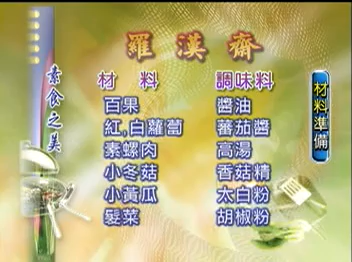 羅漢齋
素食之美
材料 調味料
百果 醬油
紅,白蘿蔔 蕃茄醬
素螺肉 高湯
小冬菇 香菇精
小黃瓜 太白粉
髮菜 胡椒粉
材料準備